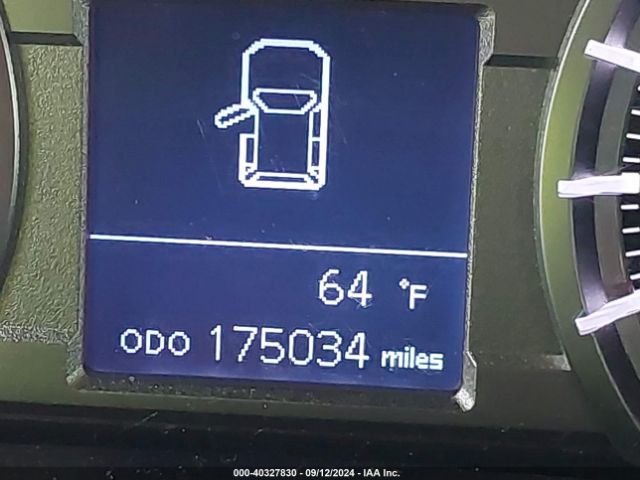 64 °F
ODO 175034 miles
000-40327830 - 09/12/2024 - IAA Inc.